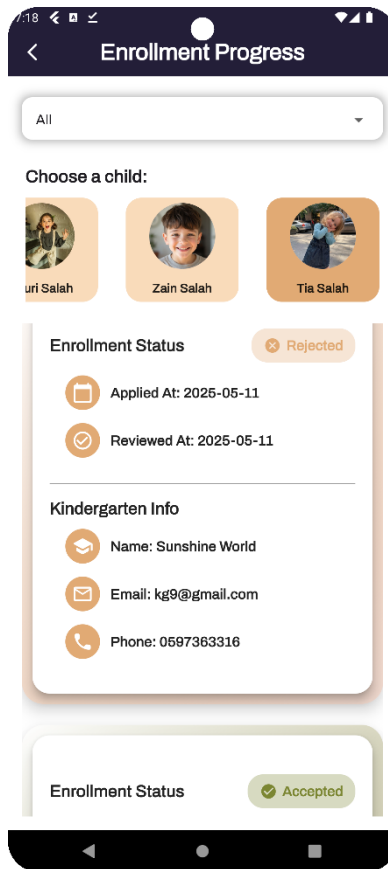 7:18
Enrollment Progress
All
Choose a child:
uri Salah
Zain Salah
Tia Salah
Enrollment Status
Rejected
Applied At: 2025-05-11
Reviewed At: 2025-05-11
Kindergarten Info
Name: Sunshine World
Email: kg9@gmail.com
Phone: 0597363316
Enrollment Status
Accepted